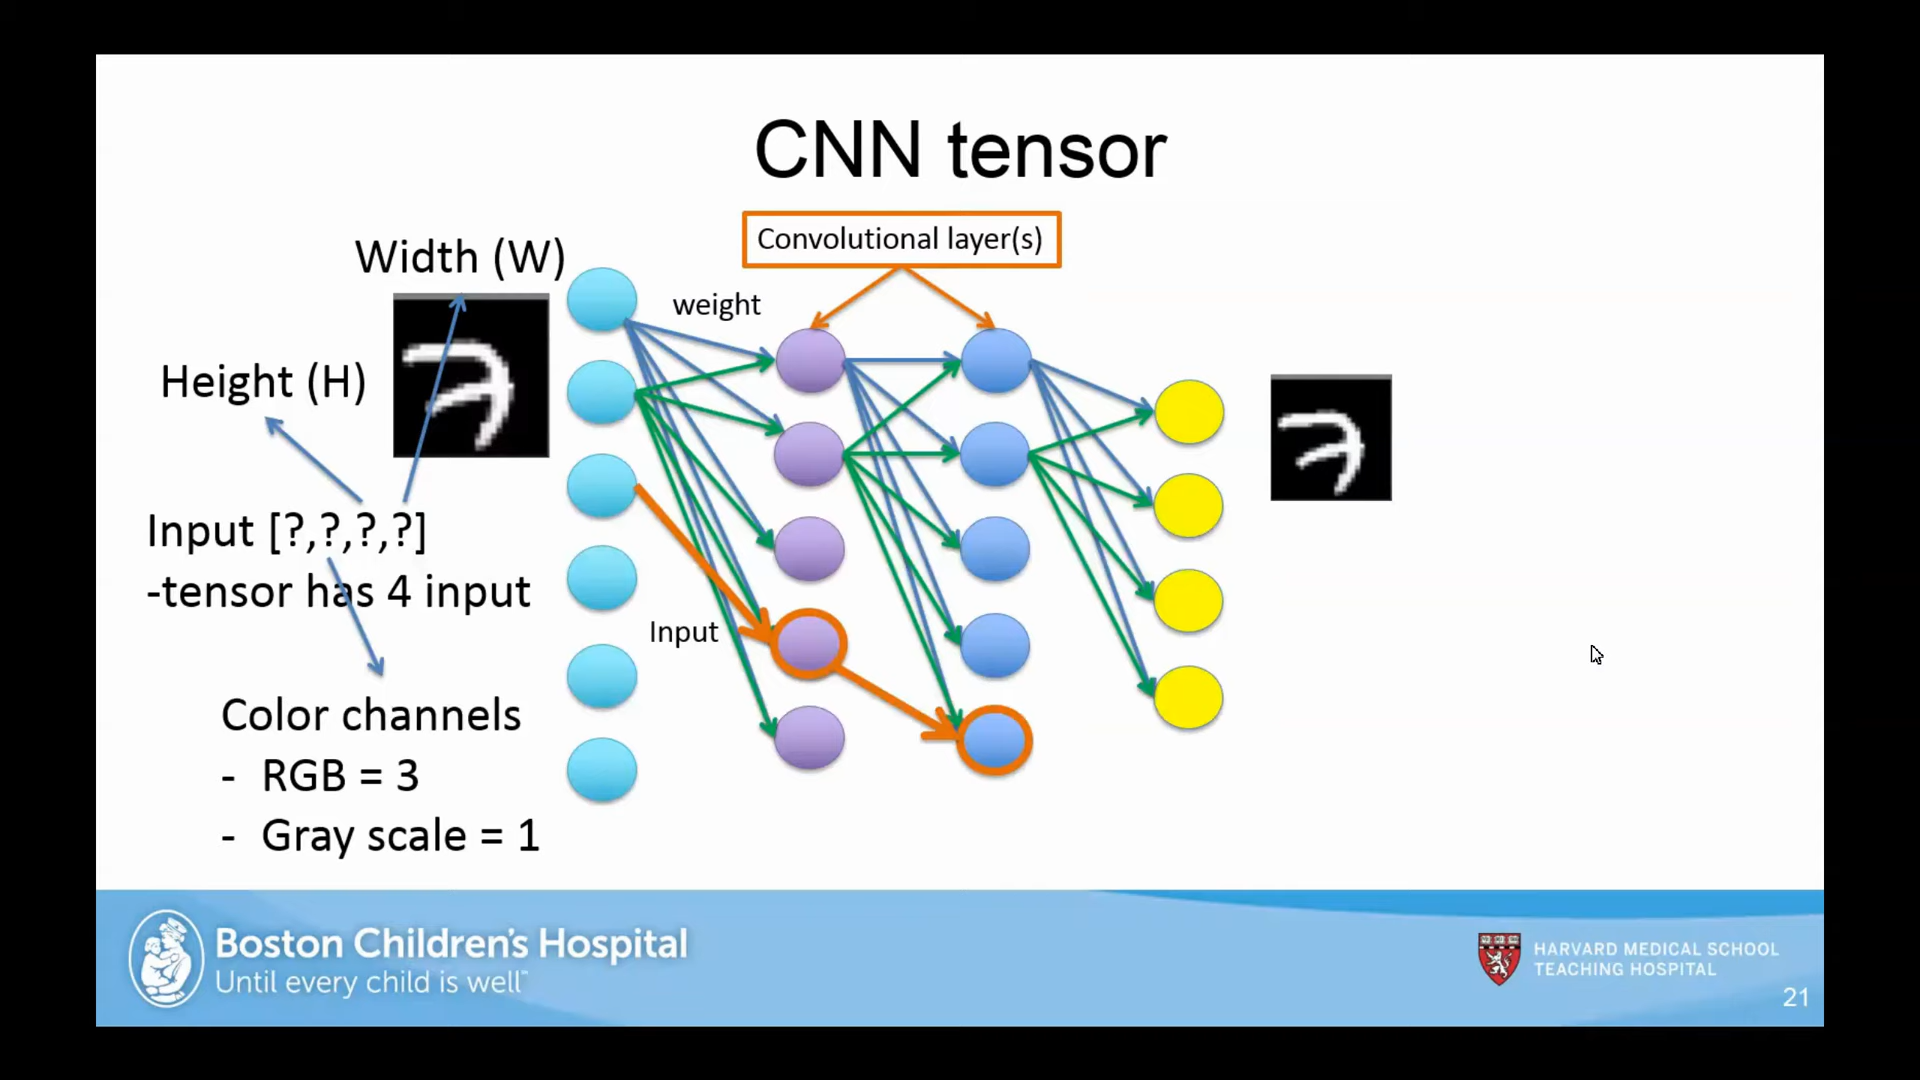 CNN tensor
Convolutional layer(s)
Width (W)
weight
Height (H)
Input [?,?,?,?]
-tensor has 4 input
Input
Color channels
- RGB = 3
- Gray scale = 1
Boston Children's Hospital
Until every child is well™
HARVARD MEDICAL SCHOOL
TEACHING HOSPITAL
21